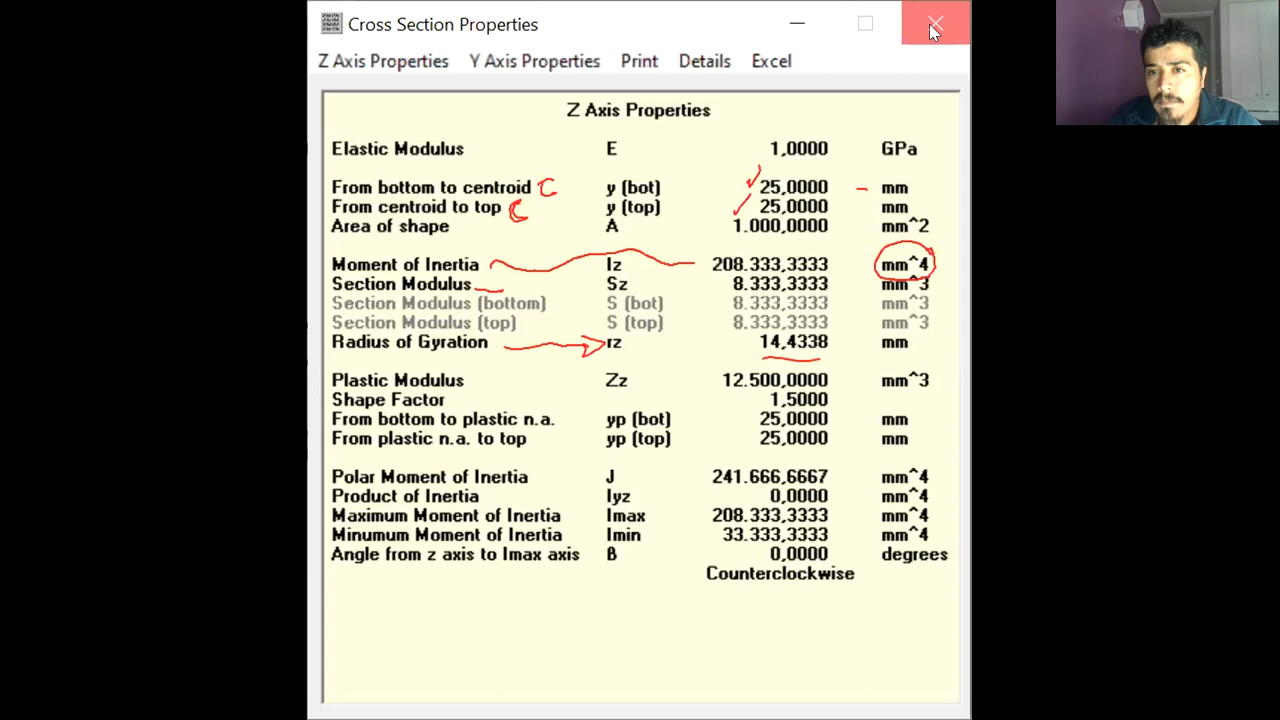 Cross Section Properties
Z Axis Properties Y Axis Properties Print Details Excel
Z Axis Properties
Elastic Modulus E 1,0000 GPa
From bottom to centroid C y (bot) 25,0000 mm
From centroid to top C y (top) 25,0000 mm
Area of shape A 1.000,0000 mm^2
Moment of Inertia Iz 208.333,3333 mm^4
Section Modulus Sz 8.333,3333 mm^3
Section Modulus (bottom) S (bot) 8.333,3333 mm^3
Section Modulus (top) S (top) 8.333,3333 mm^3
Radius of Gyration rz 14,4338 mm
Plastic Modulus Zz 12.500,0000 mm^3
Shape Factor 1,5000
From bottom to plastic n.a. yp (bot) 25,0000 mm
From plastic n.a. to top yp (top) 25,0000 mm
Polar Moment of Inertia J 241.666,6667 mm^4
Product of Inertia Iyz 0,0000 mm^4
Maximum Moment of Inertia Imax 208.333,3333 mm^4
Minumum Moment of Inertia Imin 33.333,3333 mm^4
Angle from z axis to Imax axis ß 0,0000 degrees
Counterclockwise